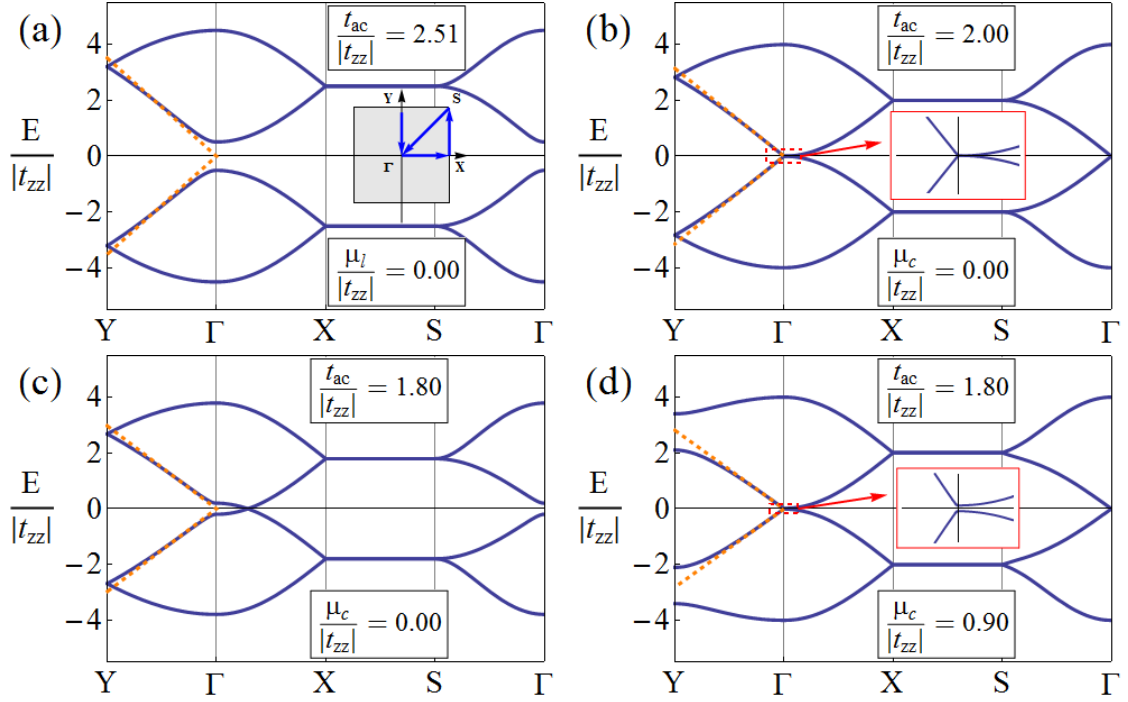 (a)
t_ac/|t_zz| = 2.51
μ_l/|t_zz| = 0.00
E/|t_zz|
4
2
0
−2
−4
Y Γ X S Γ
Y
S
Γ
X
(b)
t_ac/|t_zz| = 2.00
μ_c/|t_zz| = 0.00
E/|t_zz|
4
2
0
−2
−4
Y Γ X S Γ
(c)
t_ac/|t_zz| = 1.80
μ_c/|t_zz| = 0.00
E/|t_zz|
4
2
0
−2
−4
Y Γ X S Γ
(d)
t_ac/|t_zz| = 1.80
μ_c/|t_zz| = 0.90
E/|t_zz|
4
2
0
−2
−4
Y Γ X S Γ